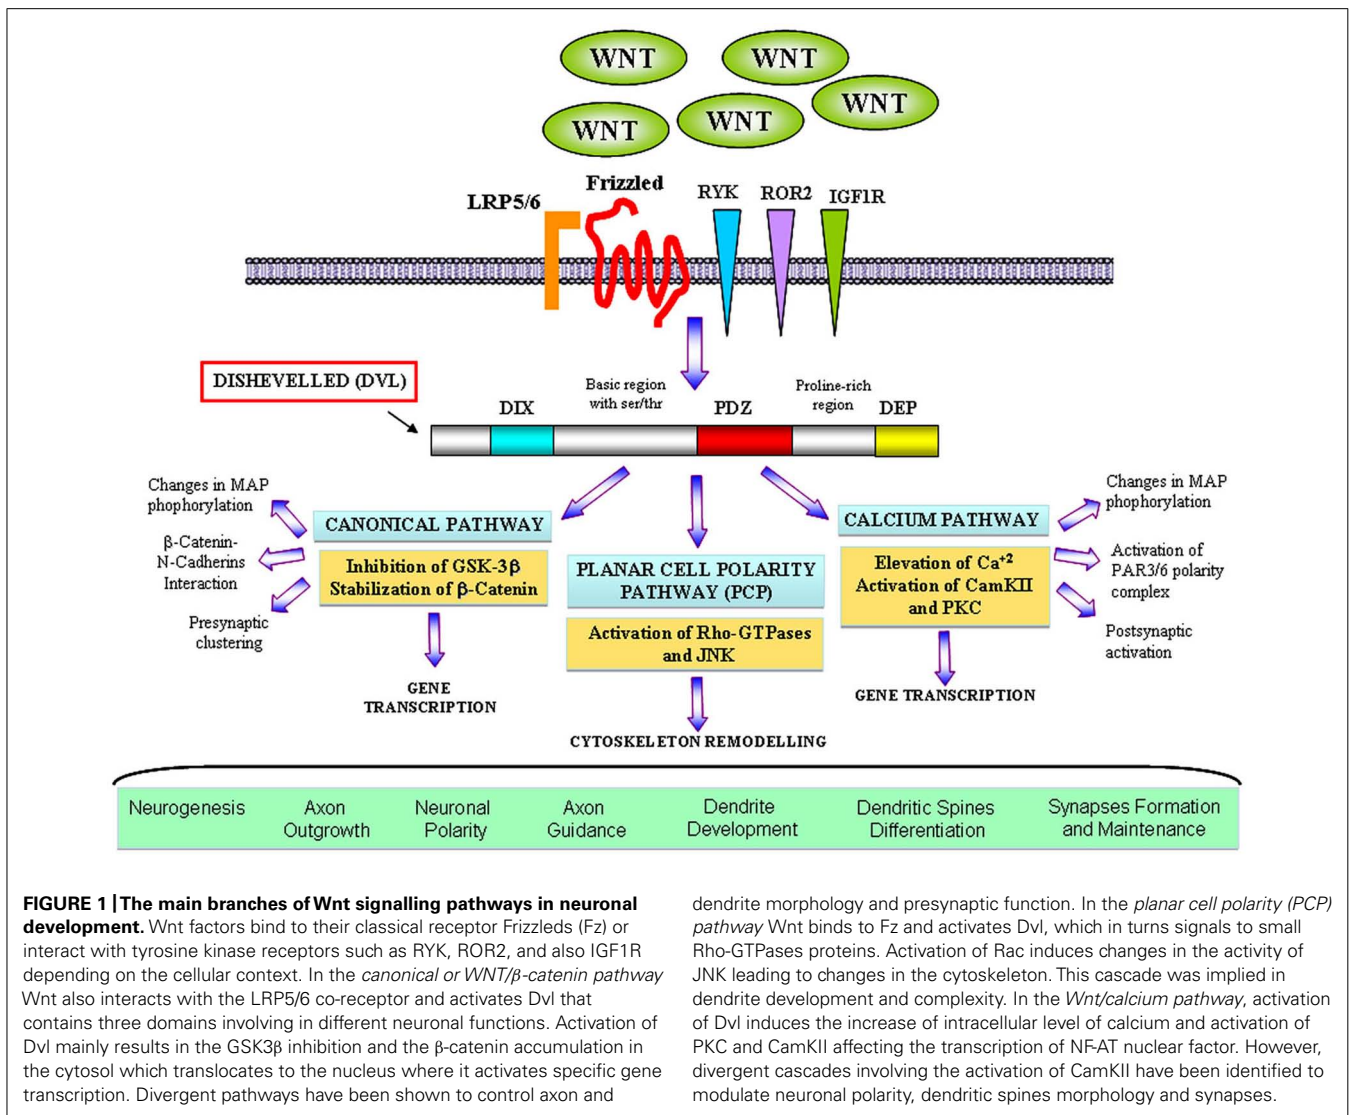 WNT
WNT
WNT
WNT
WNT
LRP5/6
Frizzled
RYK
ROR2
IGF1R
DISHEVELLED (DVL)
DIX
Basic region
with ser/thr
PDZ
Proline-rich
region
DEP
Changes in MAP
phophorylation
β-Catenin-
N-Cadherins
Interaction
Presynaptic
clustering
CANONICAL PATHWAY
Inhibition of GSK-3β
Stabilization of β-Catenin
GENE
TRANSCRIPTION
PLANAR CELL POLARITY
PATHWAY (PCP)
Activation of Rho-GTPases
and JNK
CYTOSKELETON REMODELLING
CALCIUM PATHWAY
Elevation of Ca⁺²
Activation of CamKII
and PKC
GENE TRANSCRIPTION
Changes in MAP
phophorylation
Activation of
PAR3/6 polarity
complex
Postsynaptic
activation
Neurogenesis
Axon
Outgrowth
Neuronal
Polarity
Axon
Guidance
Dendrite
Development
Dendritic Spines
Differentiation
Synapses Formation
and Maintenance
FIGURE 1 | The main branches of Wnt signalling pathways in neuronal
development. Wnt factors bind to their classical receptor Frizzleds (Fz) or
interact with tyrosine kinase receptors such as RYK, ROR2, and also IGF1R
depending on the cellular context. In the canonical or WNT/β-catenin pathway
Wnt also interacts with the LRP5/6 co-receptor and activates Dvl that
contains three domains involving in different neuronal functions. Activation of
Dvl mainly results in the GSK3β inhibition and the β-catenin accumulation in
the cytosol which translocates to the nucleus where it activates specific gene
transcription. Divergent pathways have been shown to control axon and
dendrite morphology and presynaptic function. In the planar cell polarity (PCP)
pathway Wnt binds to Fz and activates Dvl, which in turns signals to small
Rho-GTPases proteins. Activation of Rac induces changes in the activity of
JNK leading to changes in the cytoskeleton. This cascade was implied in
dendrite development and complexity. In the Wnt/calcium pathway, activation
of Dvl induces the increase of intracellular level of calcium and activation of
PKC and CamKII affecting the transcription of NF-AT nuclear factor. However,
divergent cascades involving the activation of CamKII have been identified to
modulate neuronal polarity, dendritic spines morphology and synapses.